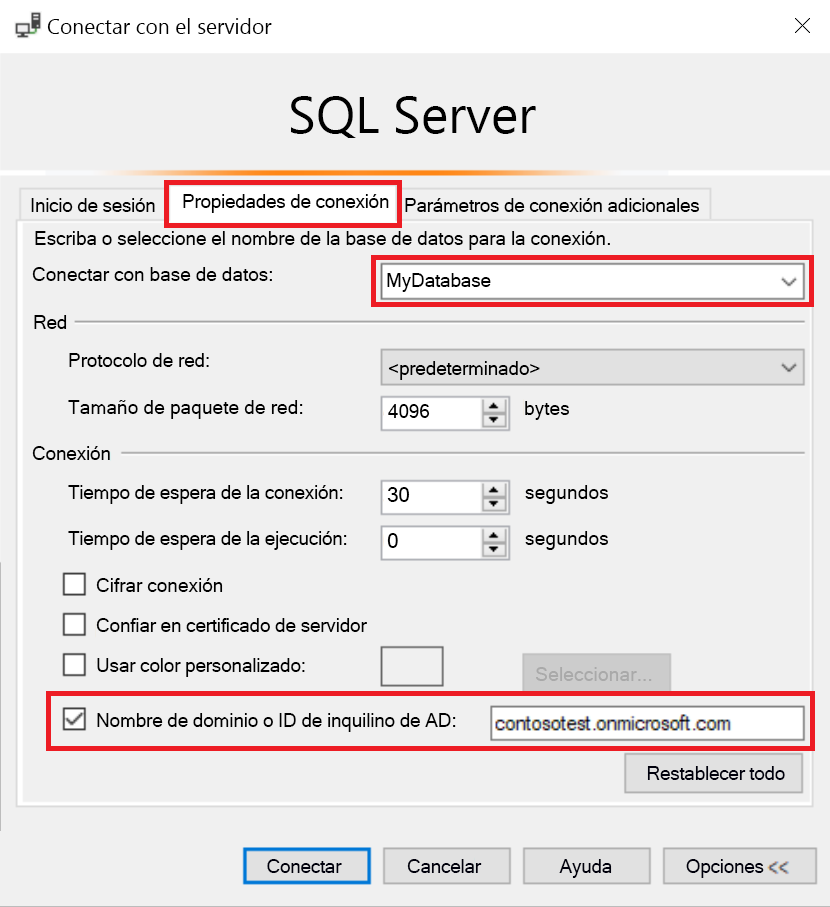 Conectar con el servidor
SQL Server
Inicio de sesión Propiedades de conexión Parámetros de conexión adicionales
Escriba o seleccione el nombre de la base de datos para la conexión.
Conectar con base de datos: MyDatabase
Red
Protocolo de red: <predeterminado>
Tamaño de paquete de red: 4096 bytes
Conexión
Tiempo de espera de la conexión: 30 segundos
Tiempo de espera de la ejecución: 0 segundos
Cifrar conexión
Confiar en certificado de servidor
Usar color personalizado: Seleccionar...
Nombre de dominio o ID de inquilino de AD: contosotest.onmicrosoft.com
Restablecer todo
Conectar Cancelar Ayuda Opciones <<